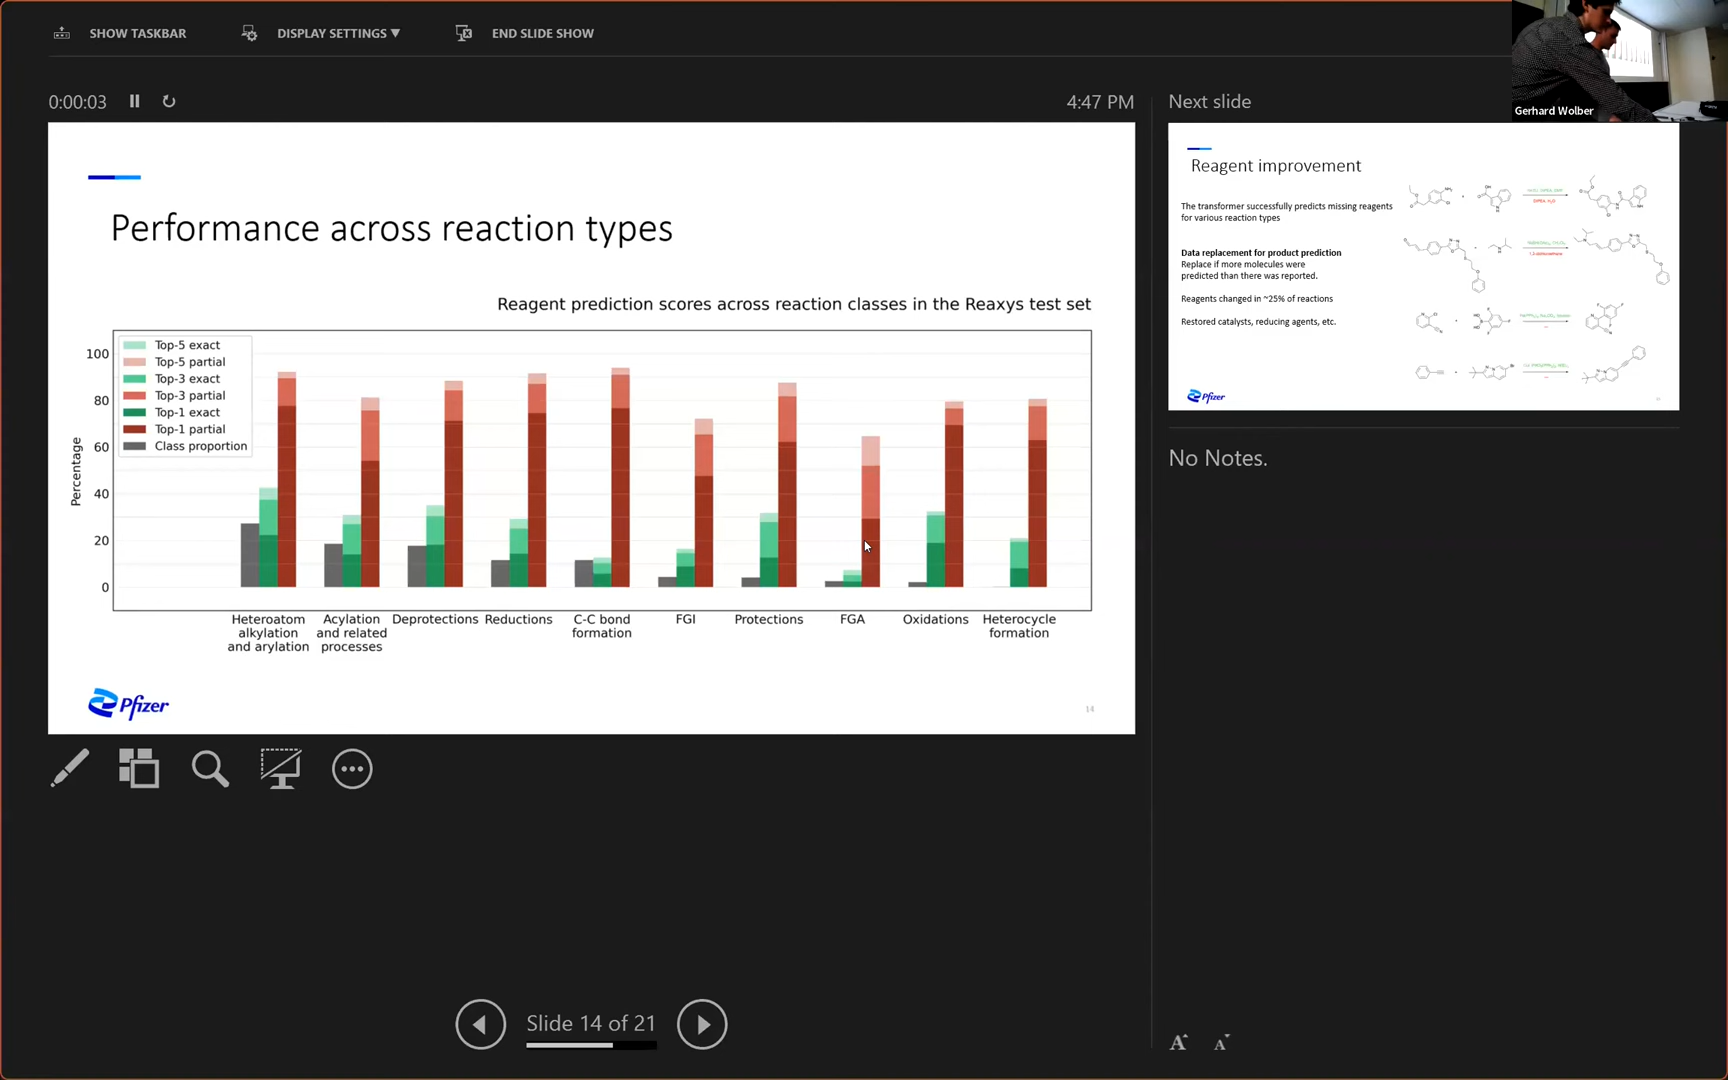 SHOW TASKBAR
DISPLAY SETTINGS ▼
END SLIDE SHOW
0:00:03
4:47 PM
Next slide
Gerhard Wolber
Performance across reaction types
Reagent prediction scores across reaction classes in the Reaxys test set
Top-5 exact
Top-5 partial
Top-3 exact
Top-3 partial
Top-1 exact
Top-1 partial
Class proportion
Percentage
100
80
60
40
20
0
Heteroatom
alkylation
and arylation
Acylation
and related
processes
Deprotections
Reductions
C-C bond
formation
FGI
Protections
FGA
Oxidations
Heterocycle
formation
Pfizer
14
Reagent improvement
The transformer successfully predicts missing reagents
for various reaction types
Data replacement for product prediction
Replace if more molecules were
predicted than there was reported.
Reagents changed in ~25% of reactions
Restored catalysts, reducing agents, etc.
Pfizer
No Notes.
Slide 14 of 21
A
A